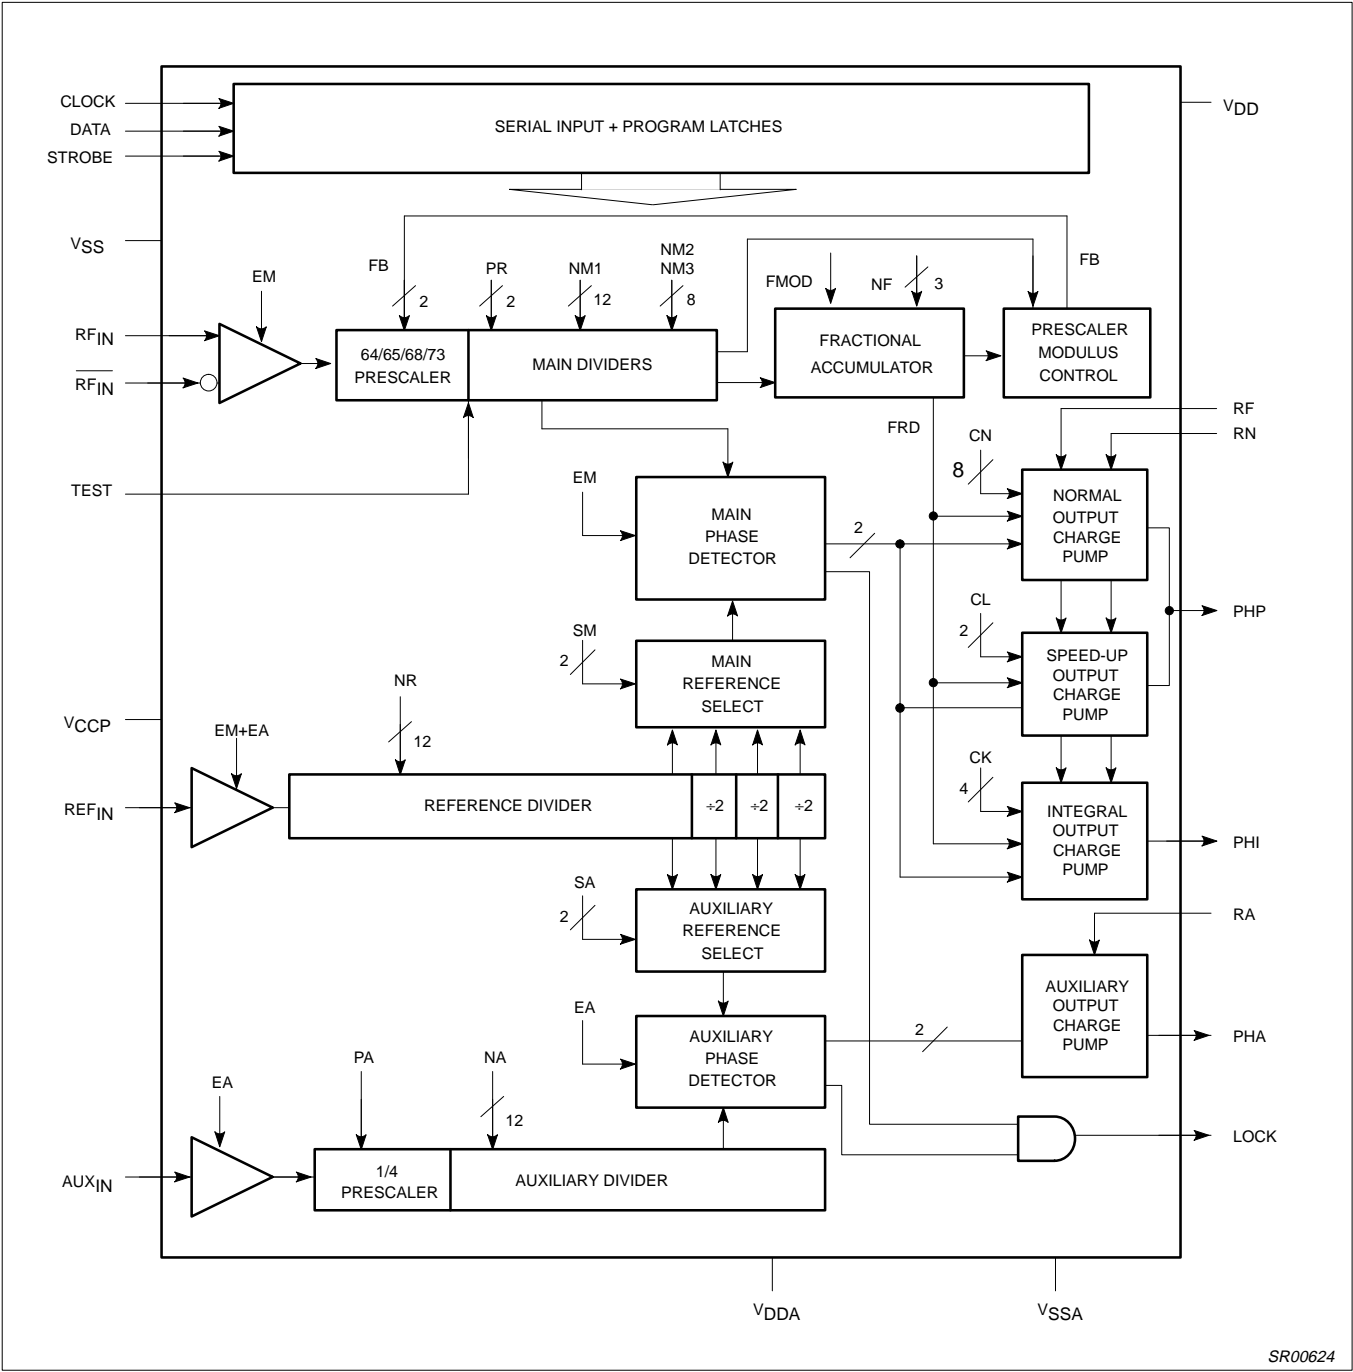 CLOCK
DATA
STROBE
SERIAL INPUT + PROGRAM LATCHES
VDD
VSS
EM
FB
2
PR
2
NM1
12
NM2
NM3
8
FMOD
NF
3
FB
RFIN
RFIN
64/65/68/73
PRESCALER
MAIN DIVIDERS
FRACTIONAL
ACCUMULATOR
PRESCALER
MODULUS
CONTROL
RF
RN
FRD
CN
8
TEST
EM
MAIN
PHASE
DETECTOR
2
NORMAL
OUTPUT
CHARGE
PUMP
PHP
CL
2
SM
2
MAIN
REFERENCE
SELECT
SPEED-UP
OUTPUT
CHARGE
PUMP
VCCP
NR
12
EM+EA
CK
4
REFIN
REFERENCE DIVIDER
÷2
÷2
÷2
INTEGRAL
OUTPUT
CHARGE
PUMP
PHI
SA
2
AUXILIARY
REFERENCE
SELECT
RA
EA
AUXILIARY
PHASE
DETECTOR
2
AUXILIARY
OUTPUT
CHARGE
PUMP
PHA
EA
PA
NA
12
LOCK
AUXIN
1/4
PRESCALER
AUXILIARY DIVIDER
VDDA
VSSA
SR00624